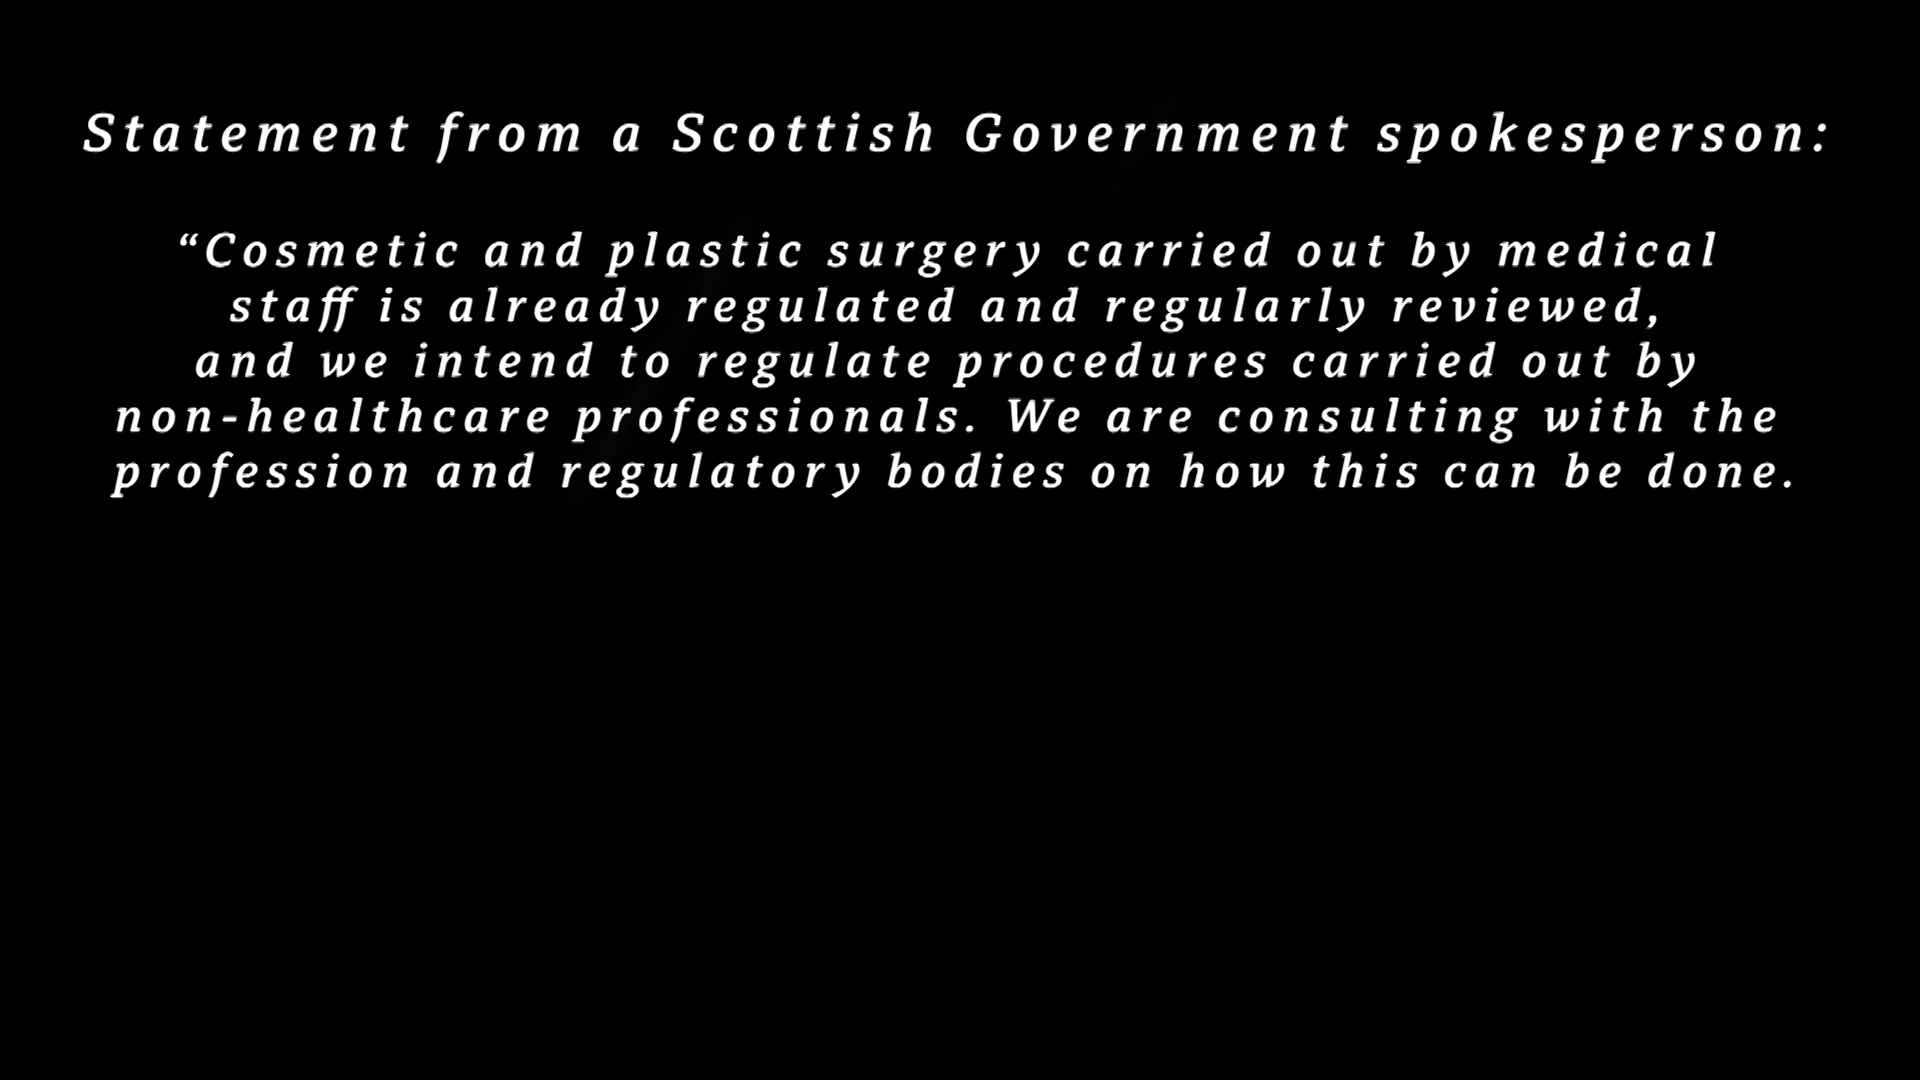 Statement from a Scottish Government spokesperson:
“Cosmetic and plastic surgery carried out by medical
staff is already regulated and regularly reviewed,
and we intend to regulate procedures carried out by
non-healthcare professionals. We are consulting with the
profession and regulatory bodies on how this can be done.